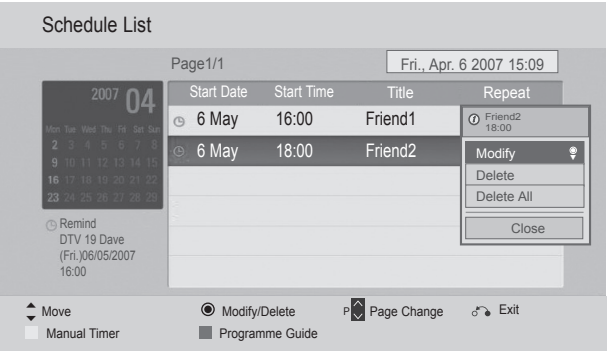 Schedule List
Page1/1
Fri., Apr. 6 2007 15:09
2007 04
Mon Tue Wed Thu Fri Sat Sun
2 3 4 5 6 7 8
9 10 11 12 13 14 15
16 17 18 19 20 21 22
23 24 25 26 27 28 29
Remind
DTV 19 Dave
(Fri.)06/05/2007
16:00
Start Date Start Time Title Repeat
6 May 16:00 Friend1
6 May 18:00 Friend2
Friend2
18:00
Modify
Delete
Delete All
Close
Move
Modify/Delete
P Page Change
Exit
Manual Timer
Programme Guide